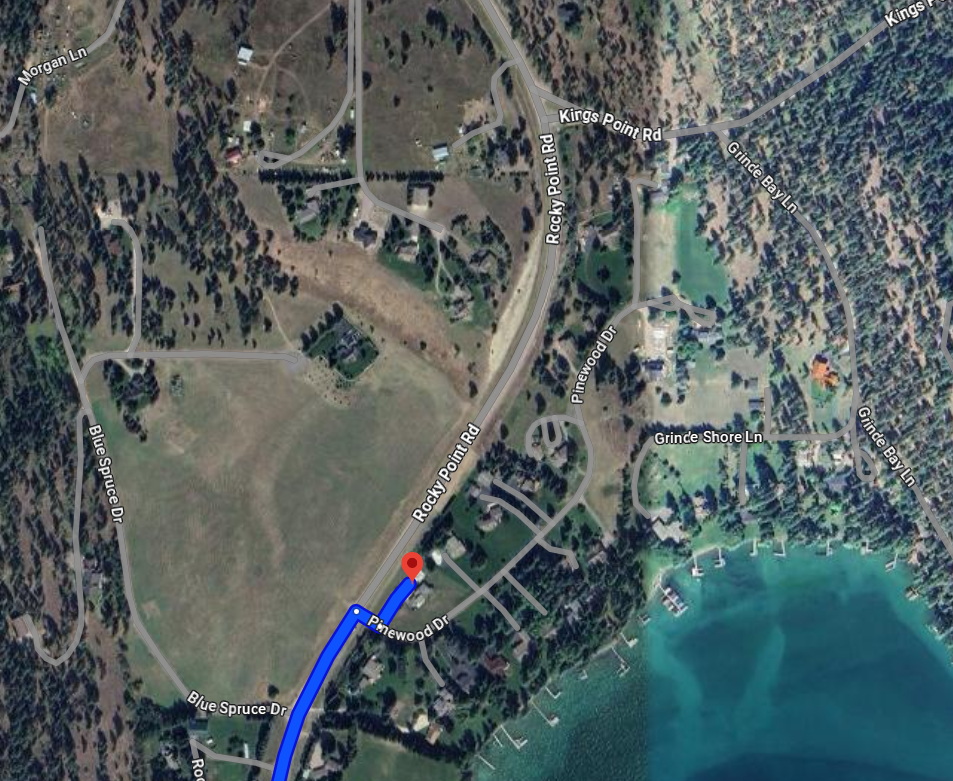 Morgan Ln
Kings P
Kings Point Rd
Rocky Point Rd
Grince Bay Ln
Pinewood Dr
Rocky Point Rd
Grince Shore Ln
Grince Bay Ln
Blue Spruce Dr
Pinewood Dr
Blue Spruce Dr
Roc